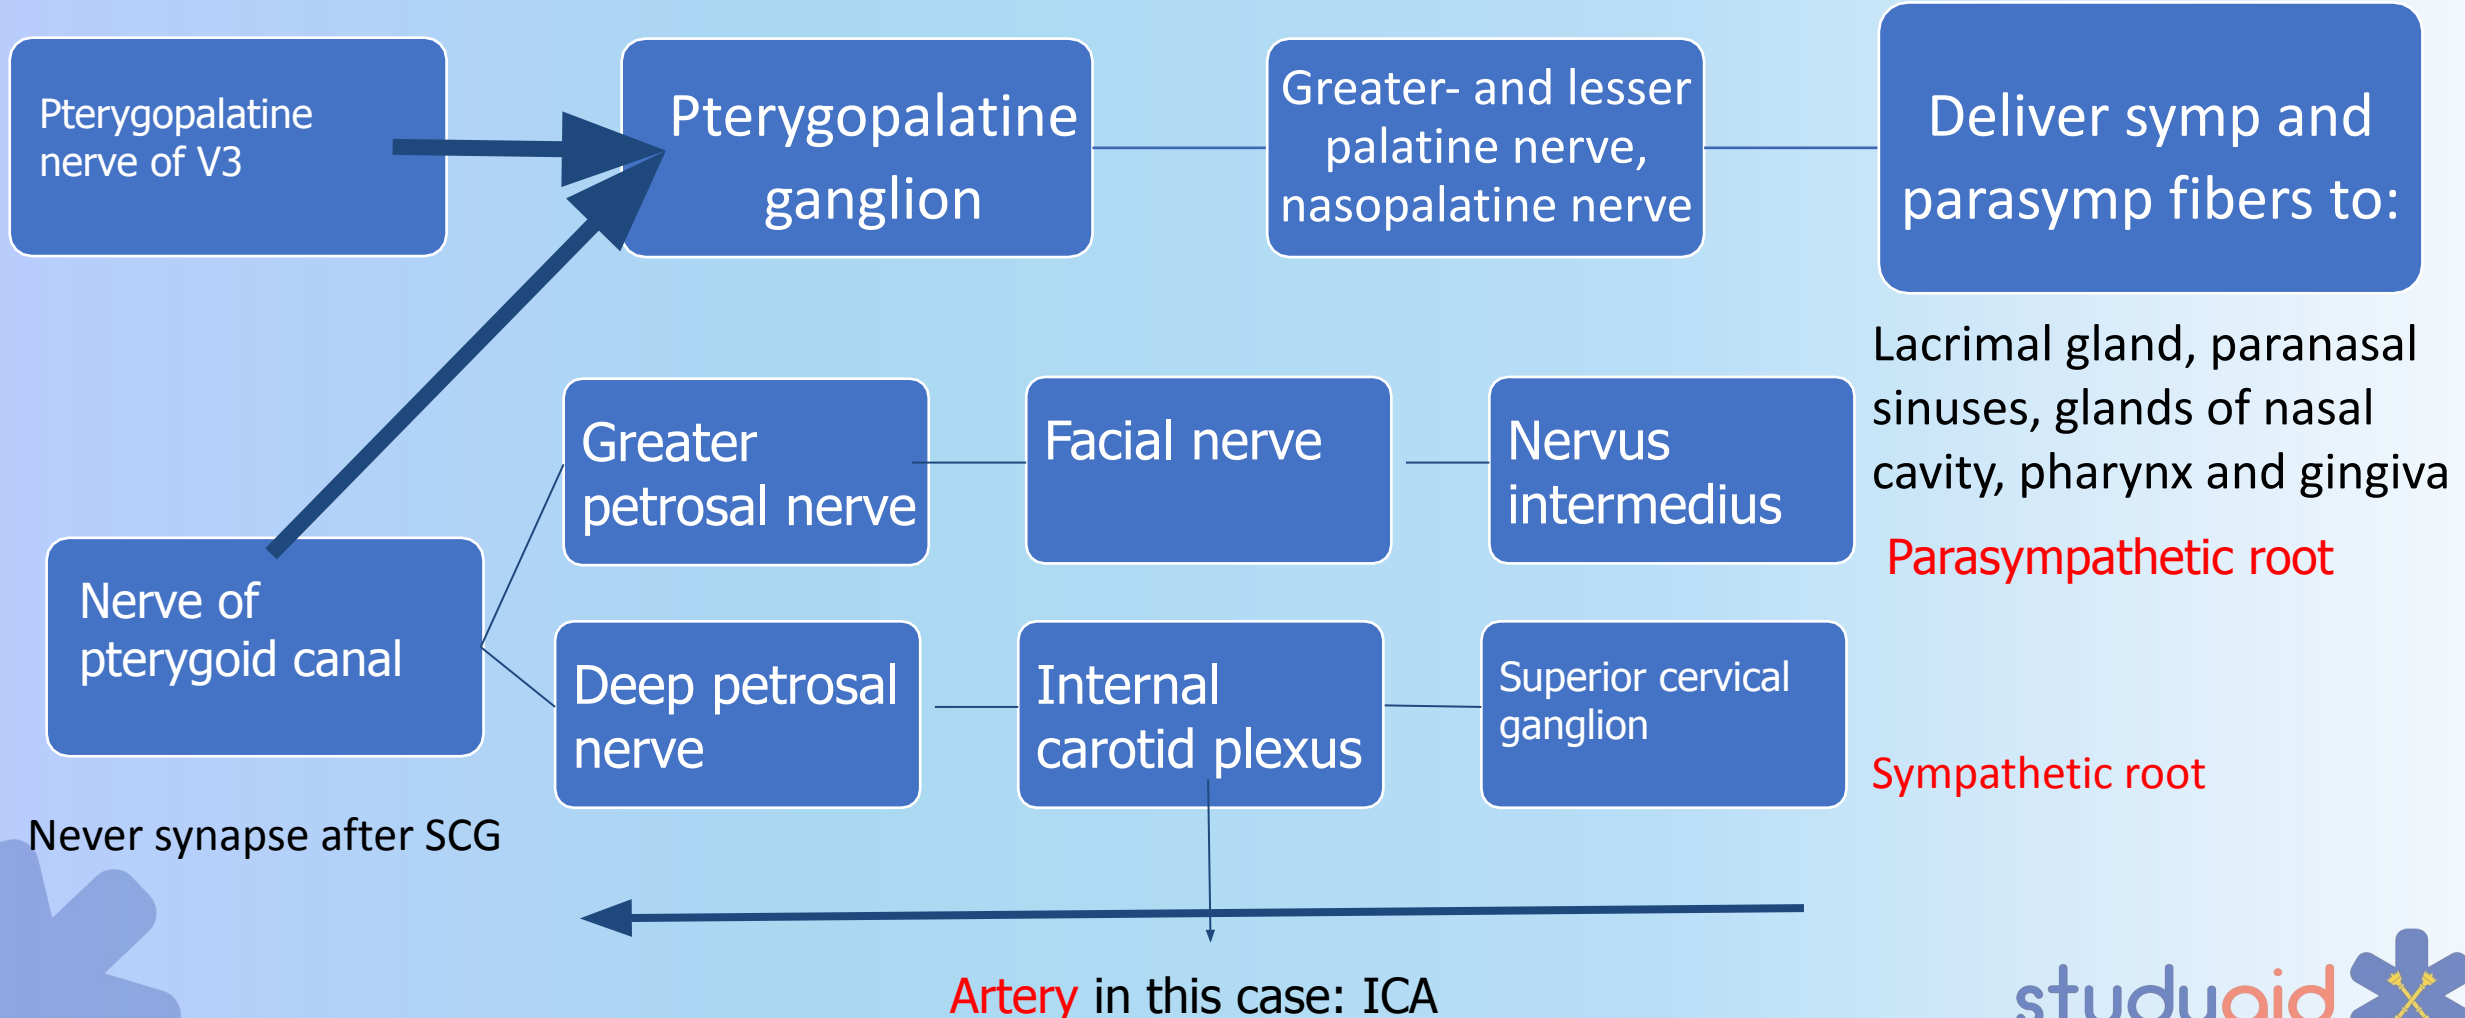 Pterygopalatine
nerve of V3
Pterygopalatine
ganglion
Greater- and lesser
palatine nerve,
nasopalatine nerve
Deliver symp and
parasymp fibers to:
Lacrimal gland, paranasal
sinuses, glands of nasal
cavity, pharynx and gingiva
Greater
petrosal nerve
Facial nerve
Nervus
intermedius
Parasympathetic root
Nerve of
pterygoid canal
Deep petrosal
nerve
Internal
carotid plexus
Superior cervical
ganglion
Sympathetic root
Never synapse after SCG
Artery in this case: ICA
studyaid